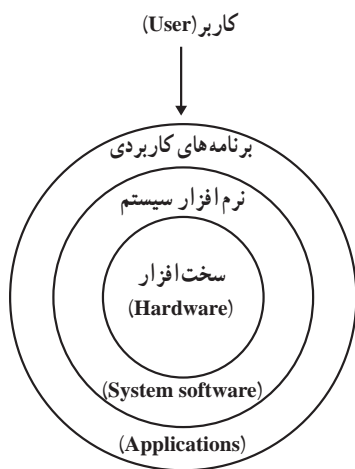 کاربر(User)
برنامه‌های کاربردی
نرم‌افزار سیستم
سخت‌افزار
(Hardware)
(System software)
(Applications)